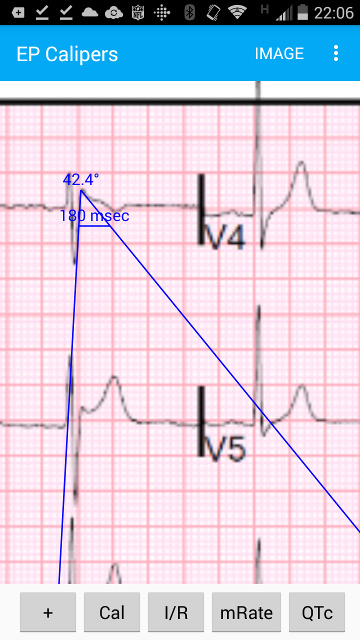 H 22:06
EP Calipers IMAGE
42.4°
180 msec
V4
V5
+ Cal I/R mRate QTc